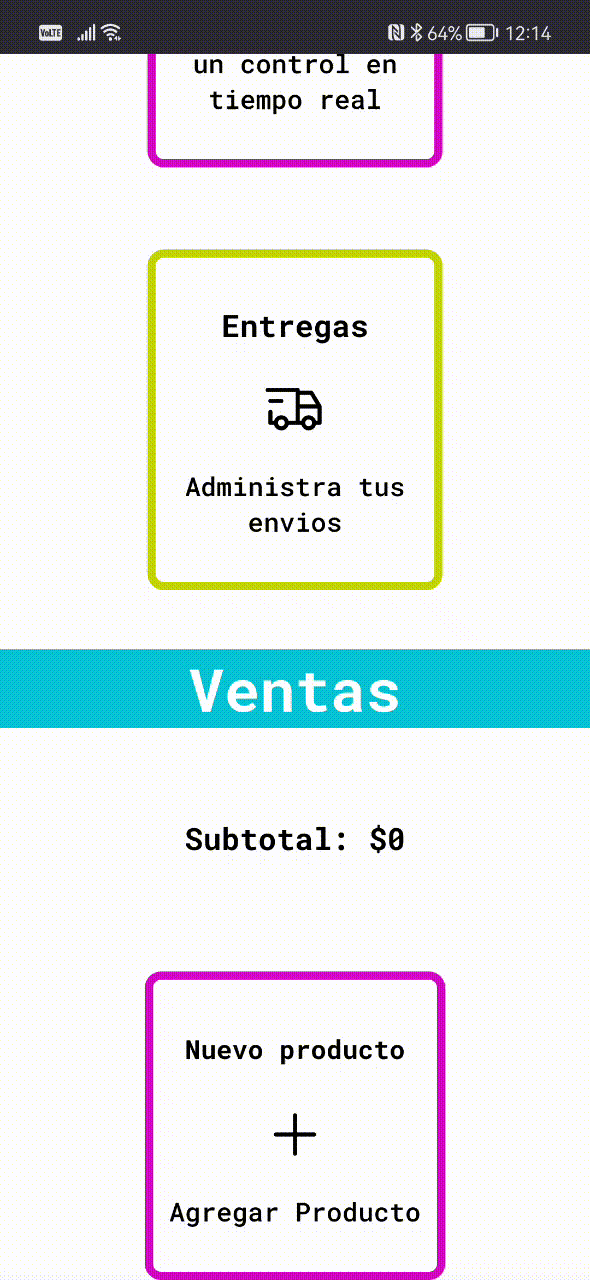 VoLTE 64% 12:14
un control en
tiempo real
Entregas
Administra tus
envios
Ventas
Subtotal: $0
Nuevo producto
Agregar Producto